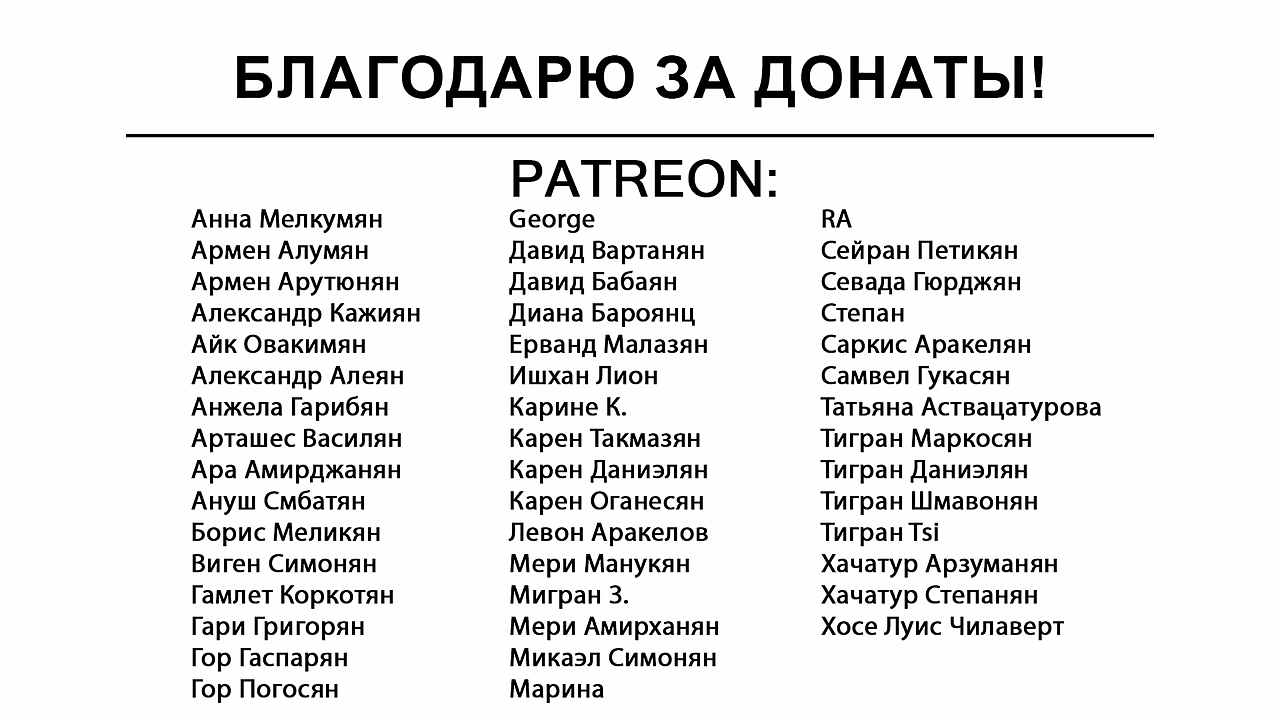 БЛАГОДАРЮ ЗА ДОНАТЫ!
PATREON:
Анна Мелкумян
Армен Алумян
Армен Арутюнян
Александр Кажиян
Айк Овакимян
Александр Алеян
Анжела Гарибян
Арташес Василян
Ара Амирджанян
Ануш Смбатян
Борис Меликян
Виген Симонян
Гамлет Коркотян
Гари Григорян
Гор Гаспарян
Гор Погосян
George
Давид Вартанян
Давид Бабаян
Диана Бароянц
Ерванд Малазян
Ишхан Лион
Карине К.
Карен Такмазян
Карен Даниэлян
Карен Оганесян
Левон Аракелов
Мери Манукян
Мигран З.
Мери Амирханян
Микаэл Симонян
Марина
RA
Сейран Петикян
Севада Гюрджян
Степан
Саркис Аракелян
Самвел Гукасян
Татьяна Аствацатурова
Тигран Маркосян
Тигран Даниэлян
Тигран Шмавонян
Тигран Tsi
Хачатур Арзуманян
Хачатур Степанян
Хосе Луис Чилаверт